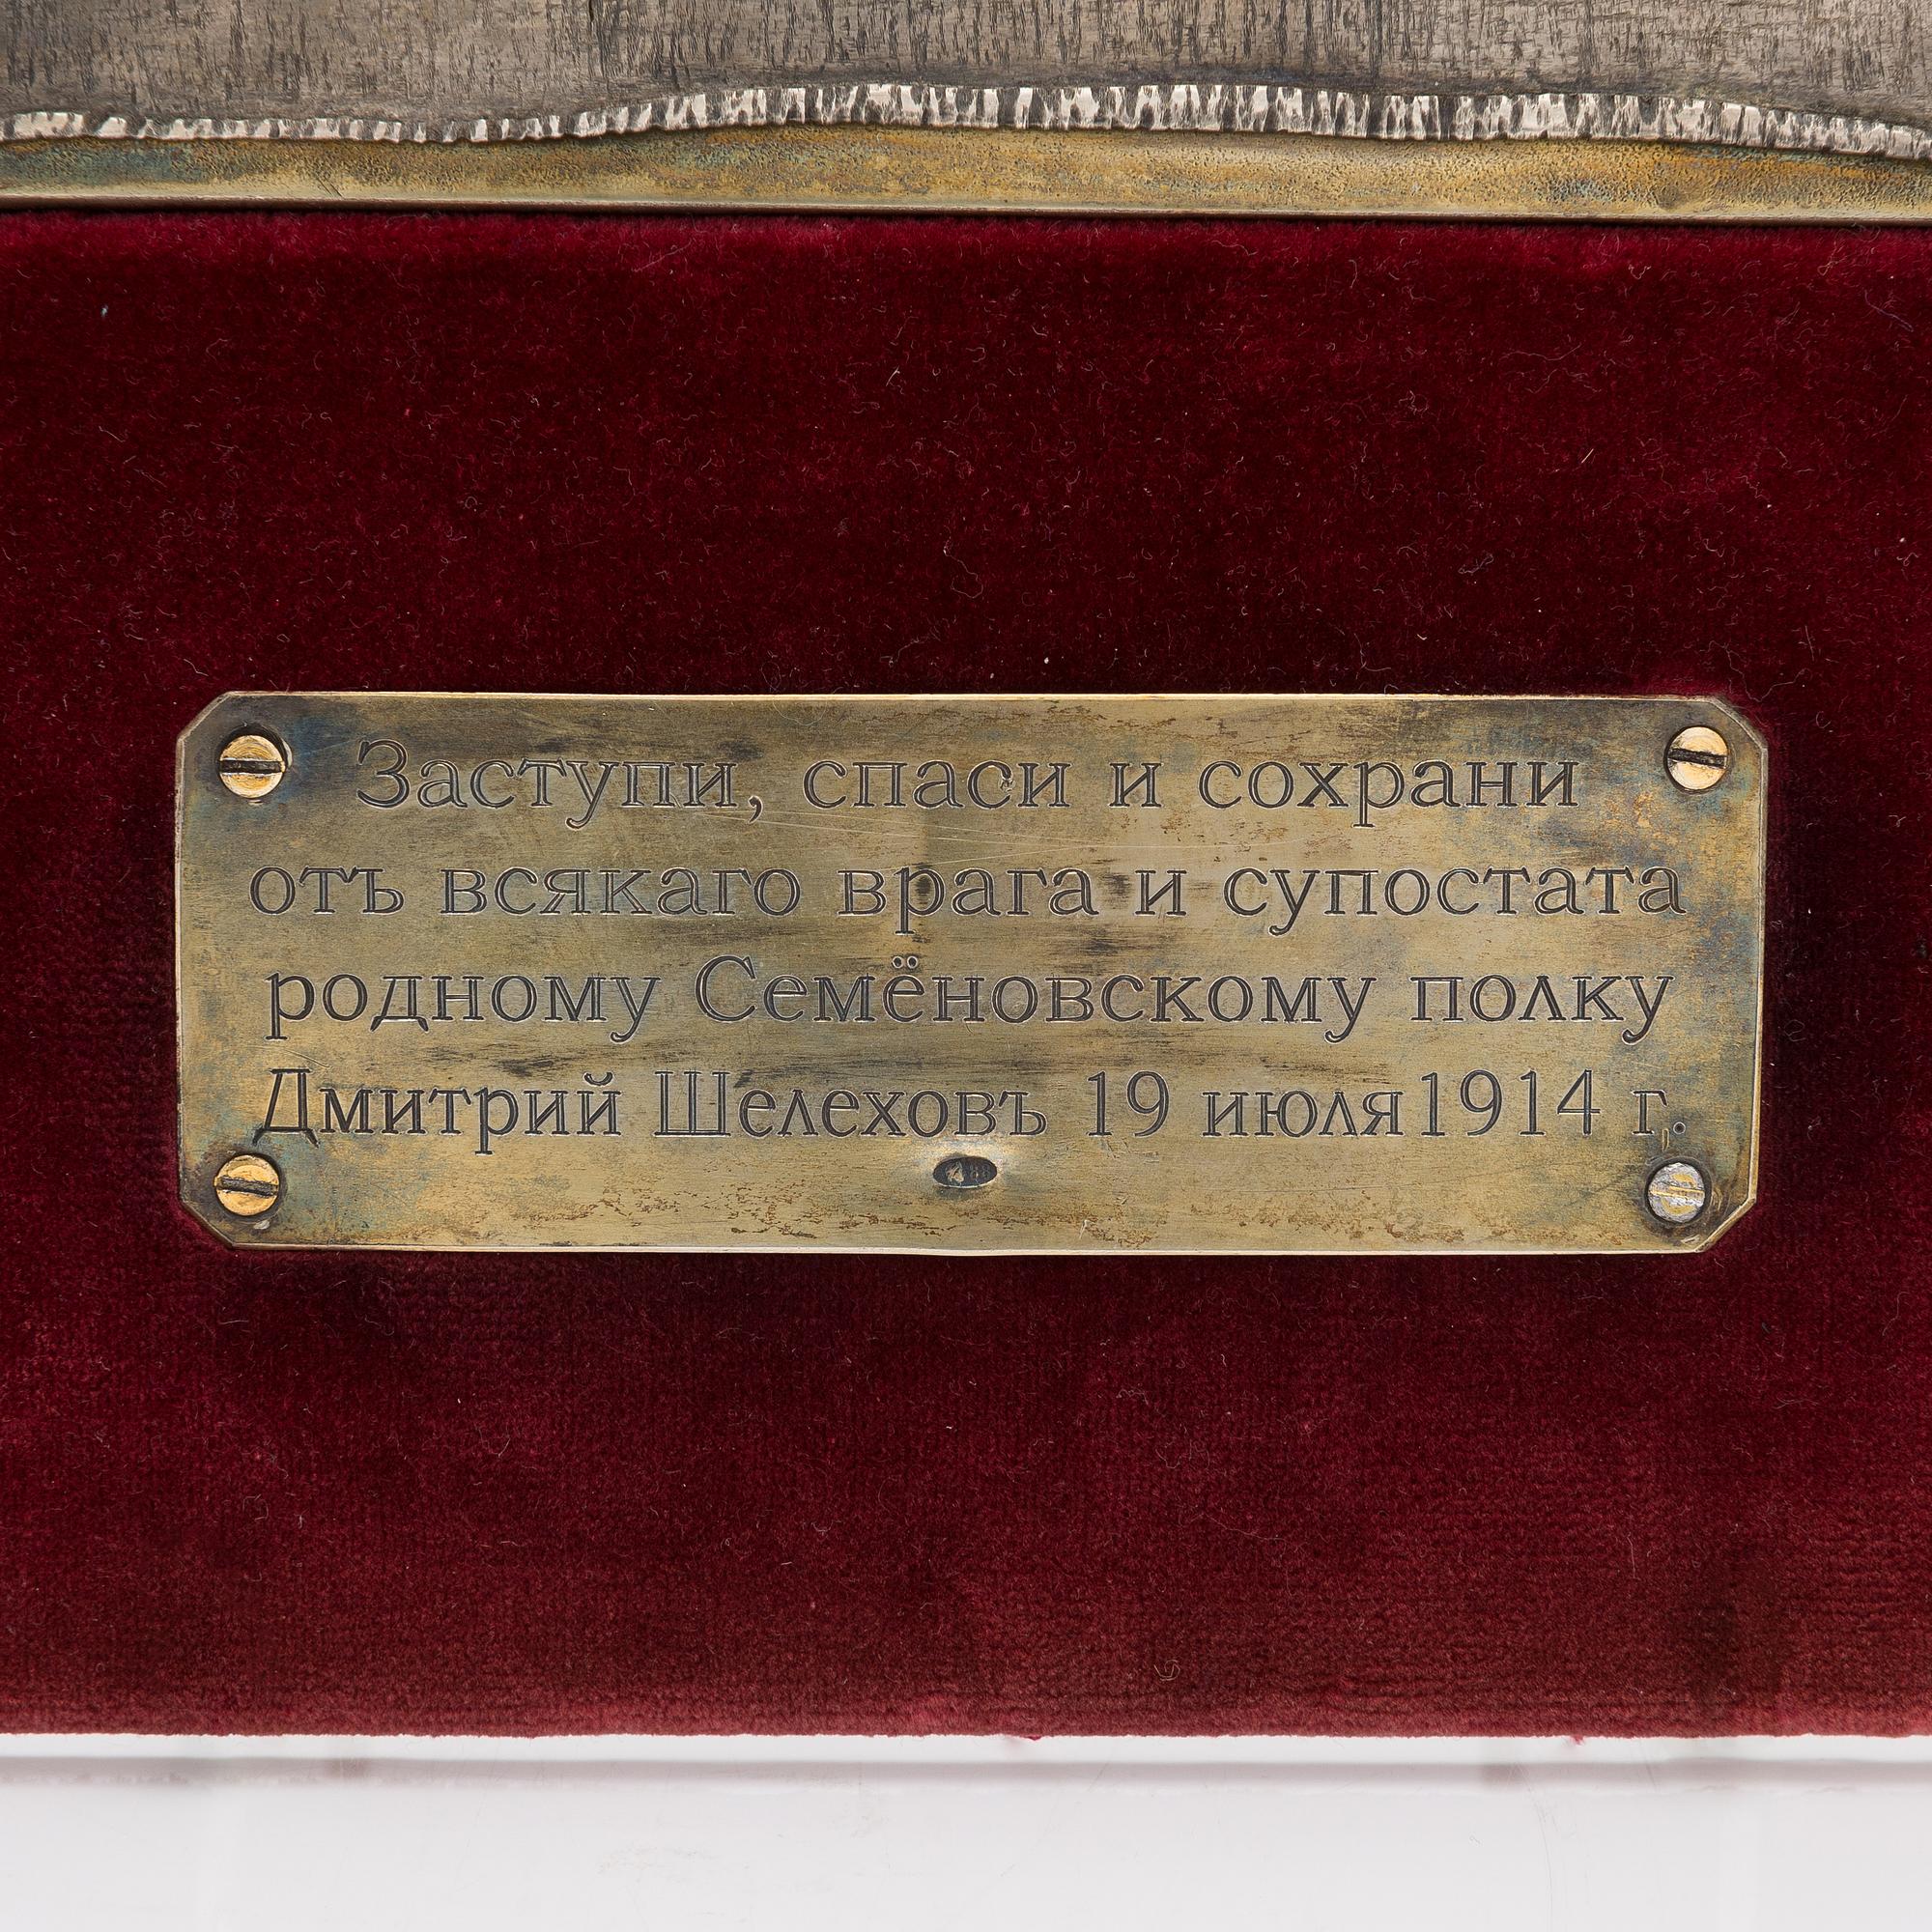 Заступи, спаси и сохрани
отъ всякаго врага и супостата
родному Семёновскому полку
Дмитрий Шелеховъ 19 июля 1914 г.